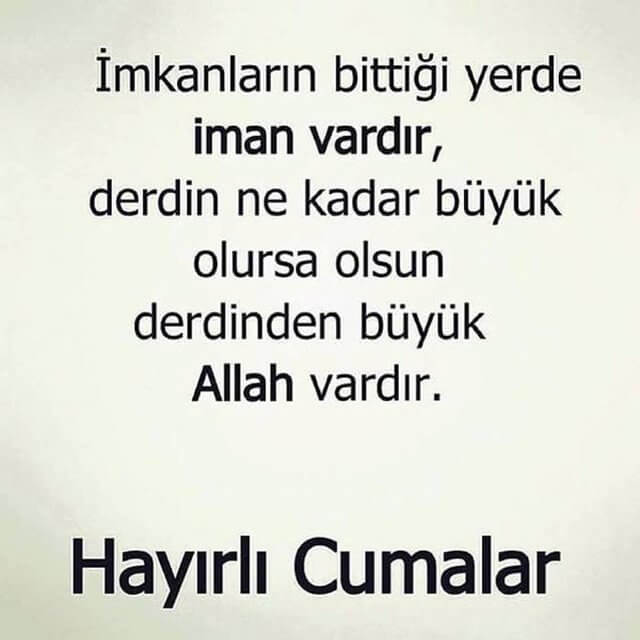 İmkanların bittiği yerde
iman vardır,
derdin ne kadar büyük
olursa olsun
derdinden büyük
Allah vardır.
Hayırlı Cumalar